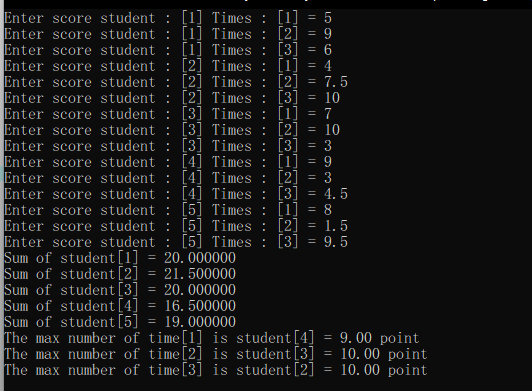 Enter score student : [1] Times : [1] = 5
Enter score student : [1] Times : [2] = 9
Enter score student : [1] Times : [3] = 6
Enter score student : [2] Times : [1] = 4
Enter score student : [2] Times : [2] = 7.5
Enter score student : [2] Times : [3] = 10
Enter score student : [3] Times : [1] = 7
Enter score student : [3] Times : [2] = 10
Enter score student : [3] Times : [3] = 3
Enter score student : [4] Times : [1] = 9
Enter score student : [4] Times : [2] = 3
Enter score student : [4] Times : [3] = 4.5
Enter score student : [5] Times : [1] = 8
Enter score student : [5] Times : [2] = 1.5
Enter score student : [5] Times : [3] = 9.5
Sum of student[1] = 20.000000
Sum of student[2] = 21.500000
Sum of student[3] = 20.000000
Sum of student[4] = 16.500000
Sum of student[5] = 19.000000
The max number of time[1] is student[4] = 9.00 point
The max number of time[2] is student[3] = 10.00 point
The max number of time[3] is student[2] = 10.00 point